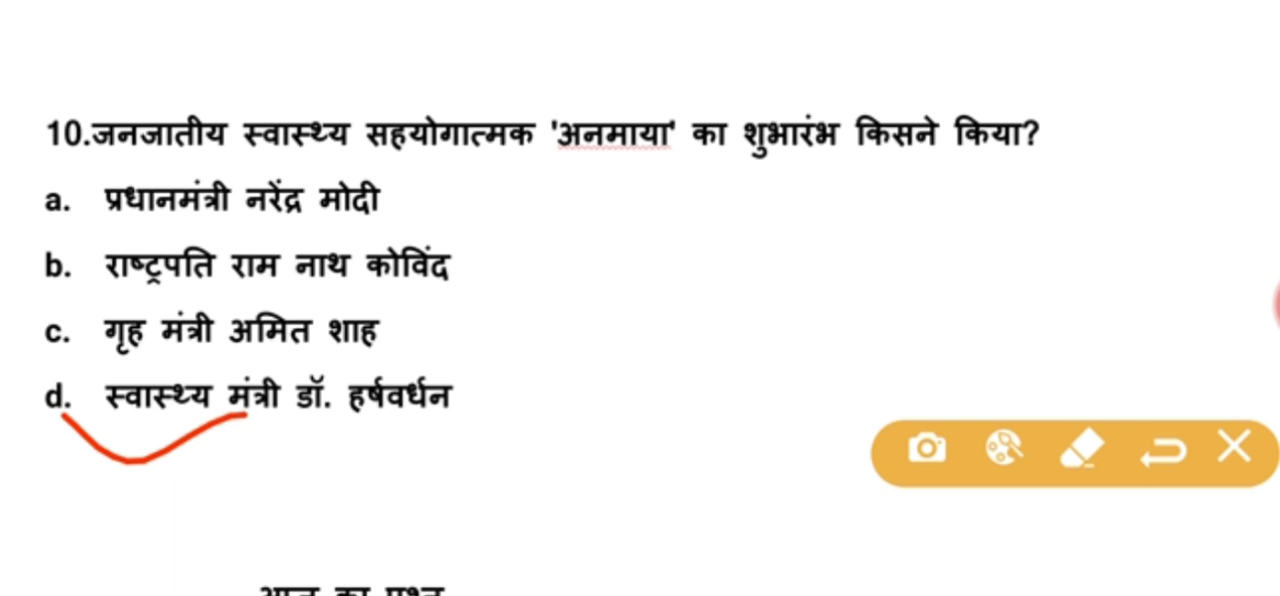 10.जनजातीय स्वास्थ्य सहयोगात्मक 'अनमाया' का शुभारंभ किसने किया?
a. प्रधानमंत्री नरेंद्र मोदी
b. राष्ट्रपति राम नाथ कोविंद
c. गृह मंत्री अमित शाह
d. स्वास्थ्य मंत्री डॉ. हर्षवर्धन